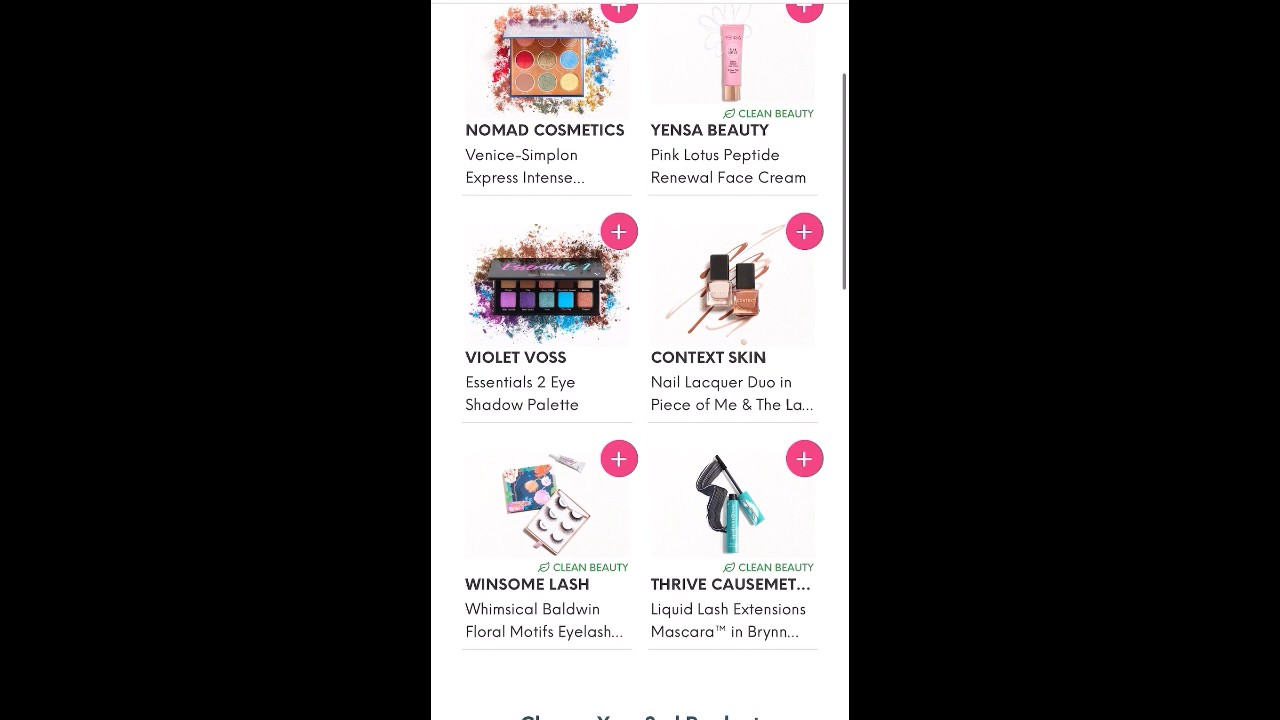 CLEAN BEAUTY
NOMAD COSMETICS
YENSA BEAUTY
Venice-Simplon
Express Intense...
Pink Lotus Peptide
Renewal Face Cream
Essentials 2
VIOLET VOSS
CONTEXT SKIN
Essentials 2 Eye
Shadow Palette
Nail Lacquer Duo in
Piece of Me & The La...
CLEAN BEAUTY
CLEAN BEAUTY
WINSOME LASH
THRIVE CAUSEMET...
Whimsical Baldwin
Floral Motifs Eyelash...
Liquid Lash Extensions
Mascara™ in Brynn...